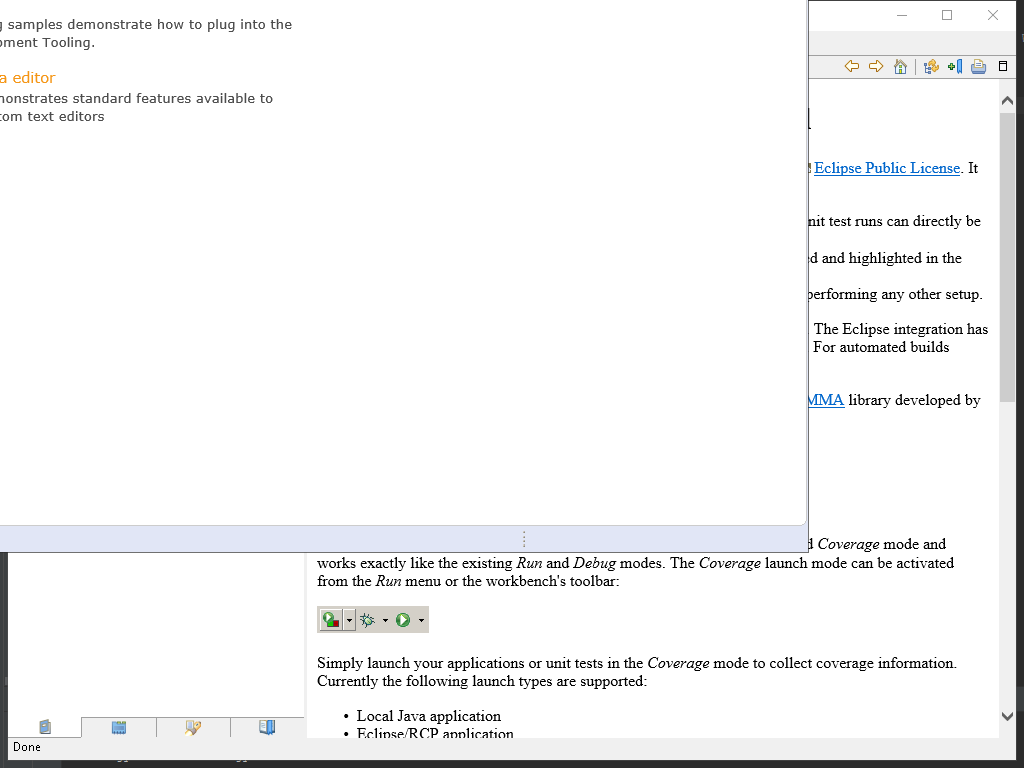 samples demonstrate how to plug into the
Tooling.
a editor
standard features available to
text editors
Eclipse Public License. It
test runs can directly be
and highlighted in the
performing any other setup.
The Eclipse integration has
For automated builds
library developed by
Coverage mode and
works exactly like the existing Run and Debug modes. The Coverage launch mode can be activated
from the Run menu or the workbench's toolbar:
Simply launch your applications or unit tests in the Coverage mode to collect coverage information.
Currently the following launch types are supported:
• Local Java application
• Eclipse/RCP application
Done